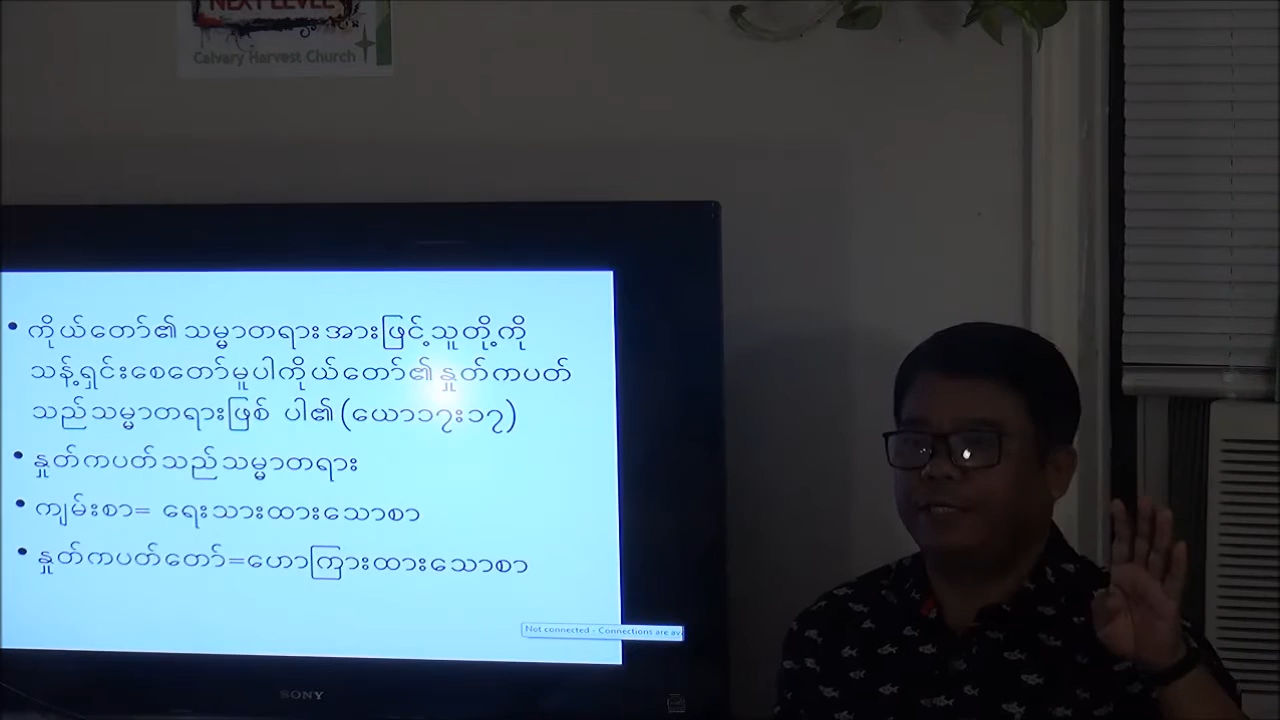 NEXT LEVEL
Calvary Harvest Church
• ကိုယ်တော်၏ သမ္မာတရားအားဖြင့်သူတို့ကို
သန့်ရှင်းစေတော်မူပါကိုယ်တော်၏ နှုတ်ကပတ်
သည်သမ္မာတရားဖြစ် ပါ၏ (ယော၁၇း၁၇)
• နှုတ်ကပတ်သည်သမ္မာတရား
• ကျမ်းစာ= ရေးသားထားသောစာ
• နှုတ်ကပတ်တော်=ဟောကြားထားသောစာ
Not connected - Connections are avi
SONY